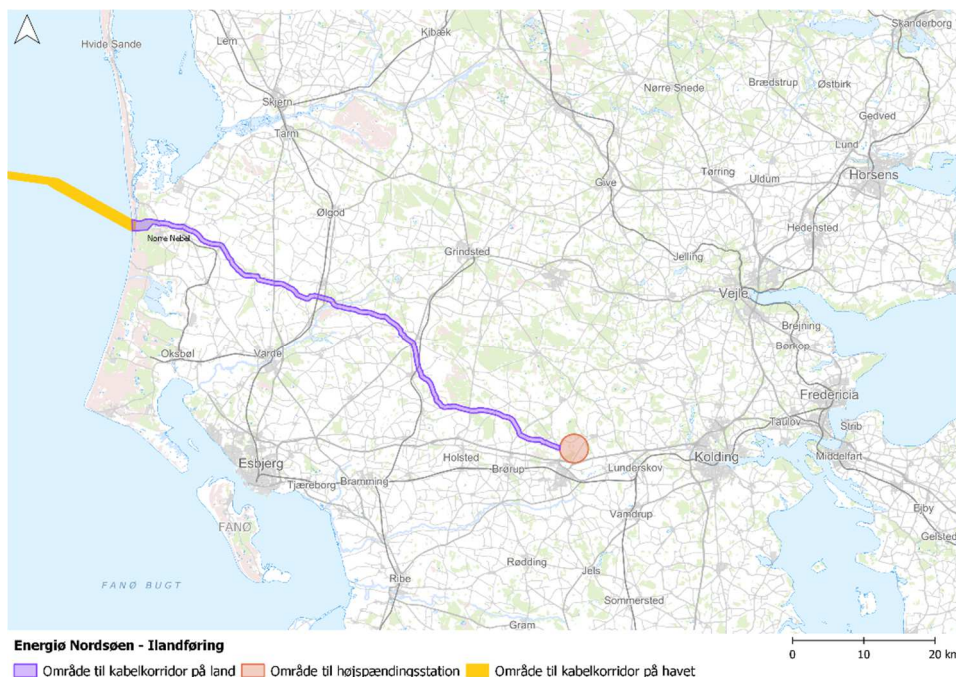 Hvide Sande
Lem
Kibæk
Skanderborg
Nørre Snede
Brædstrup
Østbirk
Gedved
Skjern
Tarm
Lund
Horsens
Give
Tørring
Uldum
Ølgod
Hedensted
Nørre Nebel
Grindsted
Jelling
Vejle
Brejning
Børkop
Oksbøl
Varde
Fredericia
Taulov
Strib
Esbjerg
Holsted
Kolding
Middelfart
Tjæreborg
Bramming
Brørup
Lunderskov
Ejby
Vamdrup
Gelsted
FANØ
FANØ BUGT
Ribe
Rødding
Jels
Sommersted
Gram
Energiø Nordsøen - Ilandføring
0 10 20 km
Område til kabelkorridor på land Område til højspændingsstation Område til kabelkorridor på havet